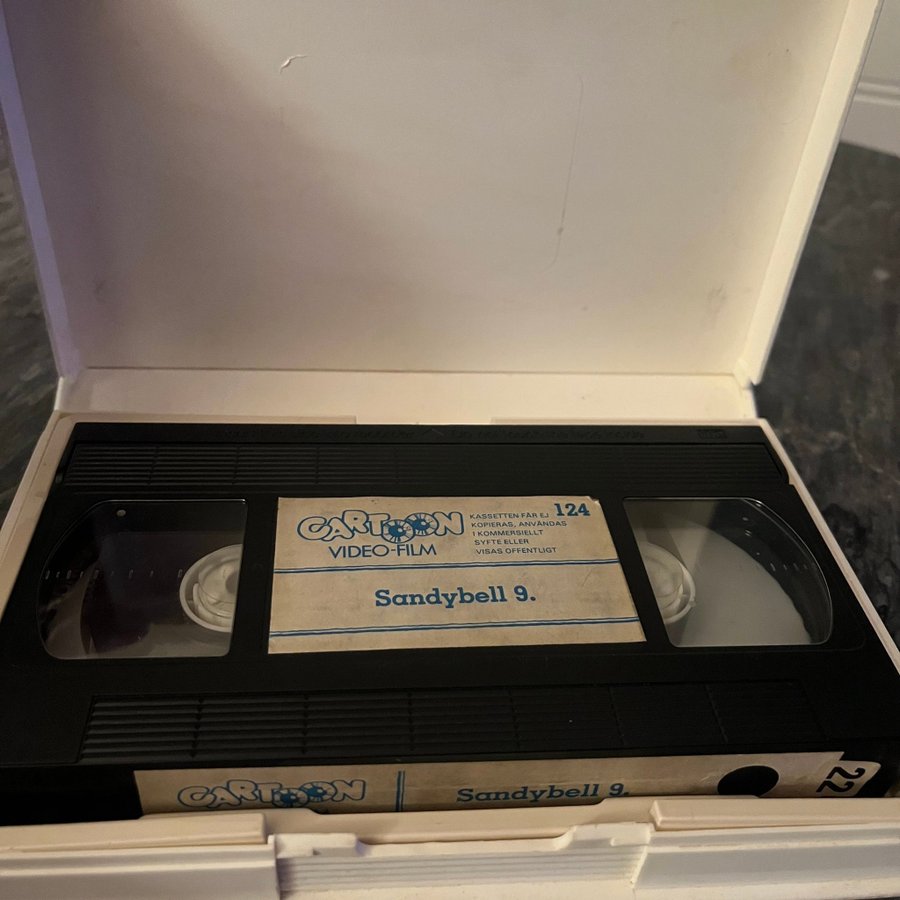 CARTOON
VIDEO-FILM
KASSETTEN FÅR EJ
KOPIERAS, ANVÄNDAS
I KOMMERSIELLT
SYFTE ELLER
VISAS OFFENTLIGT
124
Sandybell 9.
CARTOON
Sandybell 9.
22